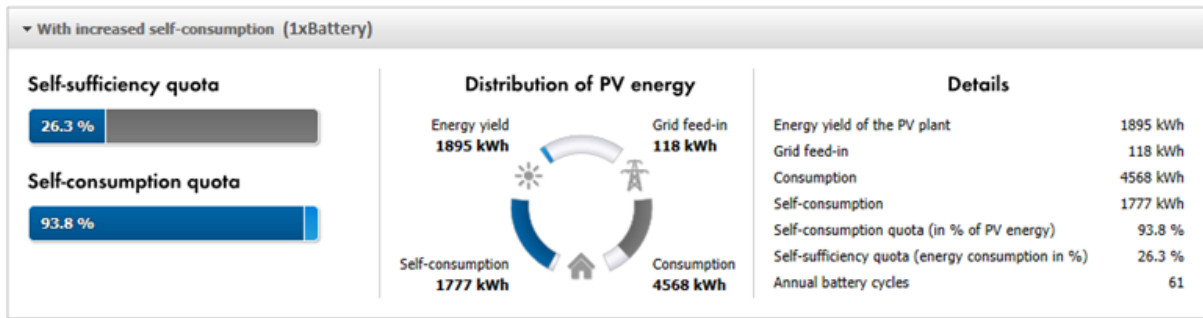 With increased self-consumption (1xBattery)
Self-sufficiency quota
26.3 %
Self-consumption quota
93.8 %
Distribution of PV energy
Energy yield
1895 kWh
Grid feed-in
118 kWh
Self-consumption
1777 kWh
Consumption
4568 kWh
Details
Energy yield of the PV plant 1895 kWh
Grid feed-in 118 kWh
Consumption 4568 kWh
Self-consumption 1777 kWh
Self-consumption quota (in % of PV energy) 93.8 %
Self-sufficiency quota (energy consumption in %) 26.3 %
Annual battery cycles 61